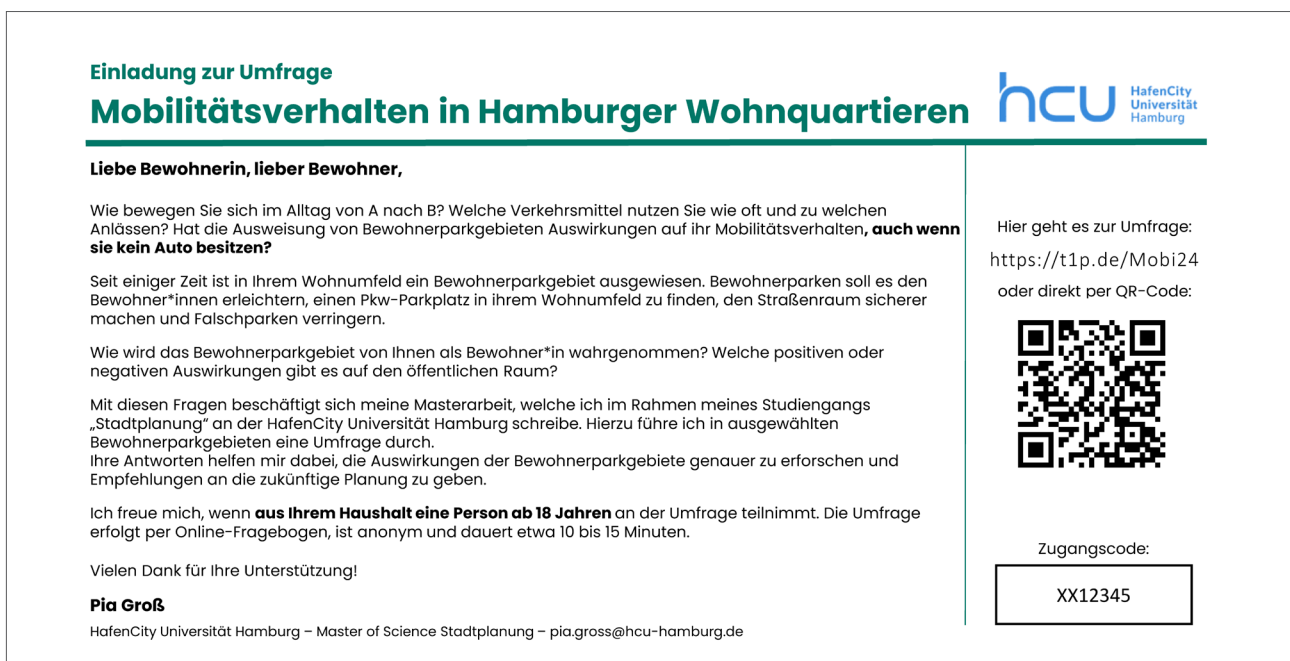 Einladung zur Umfrage
Mobilitätsverhalten in Hamburger Wohnquartieren
hcu
HafenCity
Universität
Hamburg
Liebe Bewohnerin, lieber Bewohner,
Wie bewegen Sie sich im Alltag von A nach B? Welche Verkehrsmittel nutzen Sie wie oft und zu welchen
Anlässen? Hat die Ausweisung von Bewohnerparkgebieten Auswirkungen auf ihr Mobilitätsverhalten, auch wenn
sie kein Auto besitzen?
Seit einiger Zeit ist in Ihrem Wohnumfeld ein Bewohnerparkgebiet ausgewiesen. Bewohnerparken soll es den
Bewohner*innen erleichtern, einen Pkw-Parkplatz in ihrem Wohnumfeld zu finden, den Straßenraum sicherer
machen und Falschparken verringern.
Wie wird das Bewohnerparkgebiet von Ihnen als Bewohner*in wahrgenommen? Welche positiven oder
negativen Auswirkungen gibt es auf den öffentlichen Raum?
Mit diesen Fragen beschäftigt sich meine Masterarbeit, welche ich im Rahmen meines Studiengangs
„Stadtplanung“ an der HafenCity Universität Hamburg schreibe. Hierzu führe ich in ausgewählten
Bewohnerparkgebieten eine Umfrage durch.
Ihre Antworten helfen mir dabei, die Auswirkungen der Bewohnerparkgebiete genauer zu erforschen und
Empfehlungen an die zukünftige Planung zu geben.
Ich freue mich, wenn aus Ihrem Haushalt eine Person ab 18 Jahren an der Umfrage teilnimmt. Die Umfrage
erfolgt per Online-Fragebogen, ist anonym und dauert etwa 10 bis 15 Minuten.
Vielen Dank für Ihre Unterstützung!
Pia Groß
HafenCity Universität Hamburg – Master of Science Stadtplanung – pia.gross@hcu-hamburg.de
Hier geht es zur Umfrage:
https://t1p.de/Mobi24
oder direkt per QR-Code:
Zugangscode:
XX12345